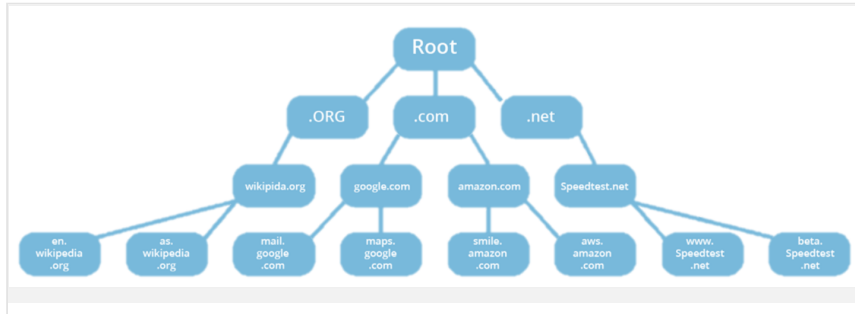 Root
.ORG
.com
.net
wikipida.org
google.com
amazon.com
Speedtest.net
en.
wikipedia
.org
as.
wikipedia
.org
mail.
google
.com
maps.
google
.com
smile.
amazon
.com
aws.
amazon
.com
www.
Speedtest
.net
beta.
Speedtest
.net